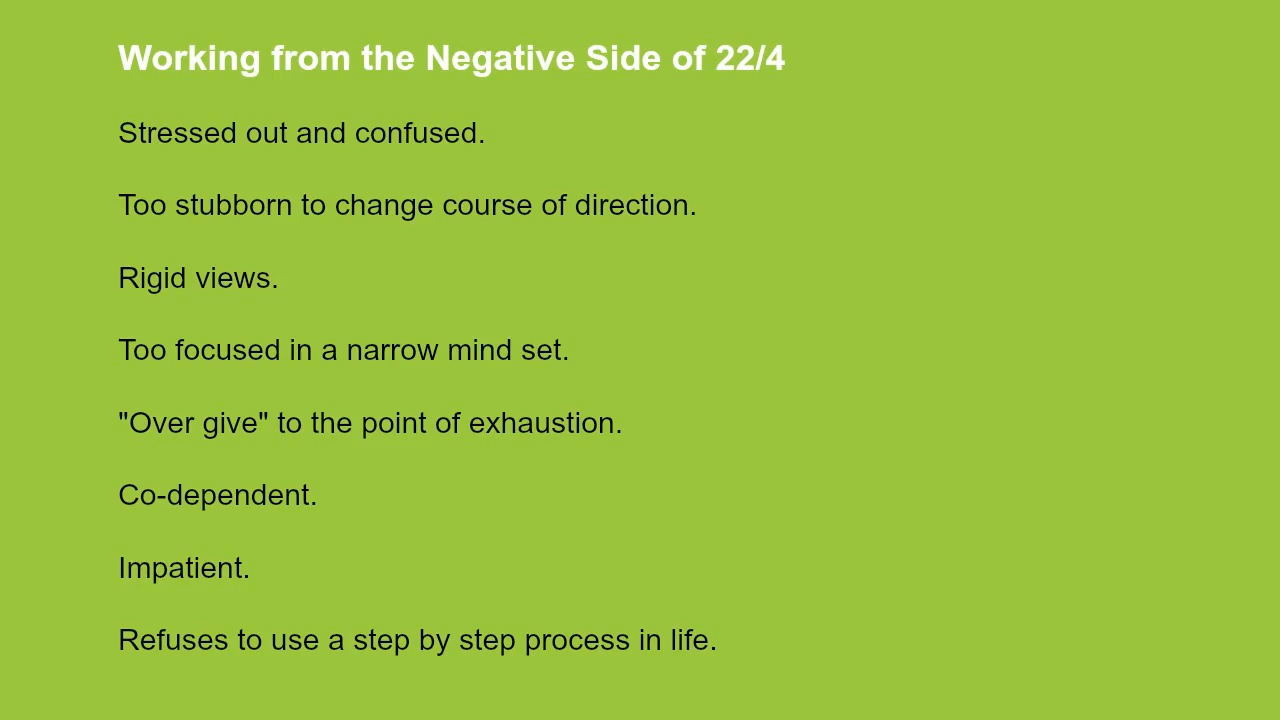 Working from the Negative Side of 22/4
Stressed out and confused.
Too stubborn to change course of direction.
Rigid views.
Too focused in a narrow mind set.
"Over give" to the point of exhaustion.
Co-dependent.
Impatient.
Refuses to use a step by step process in life.